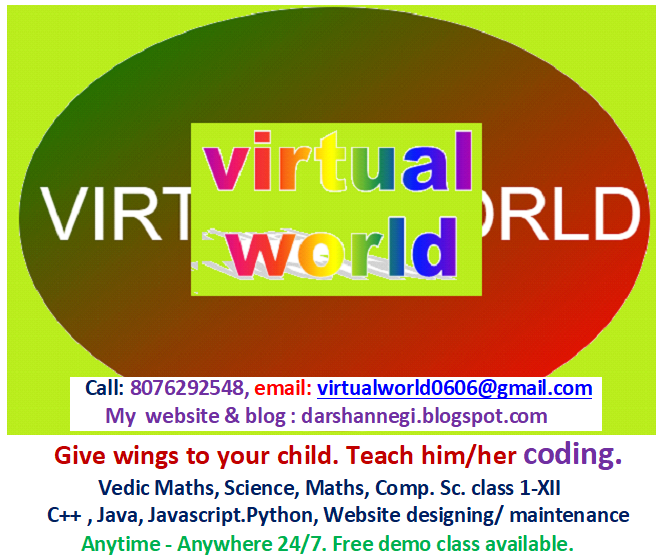 VIRT ORLD
virtual
world
Call: 8076292548, email: virtualworld0606@gmail.com
My website & blog : darshannegi.blogspot.com
Give wings to your child. Teach him/her coding.
Vedic Maths, Science, Maths, Comp. Sc. class 1-XII
C++ , Java, Javascript.Python, Website designing/ maintenance
Anytime - Anywhere 24/7. Free demo class available.